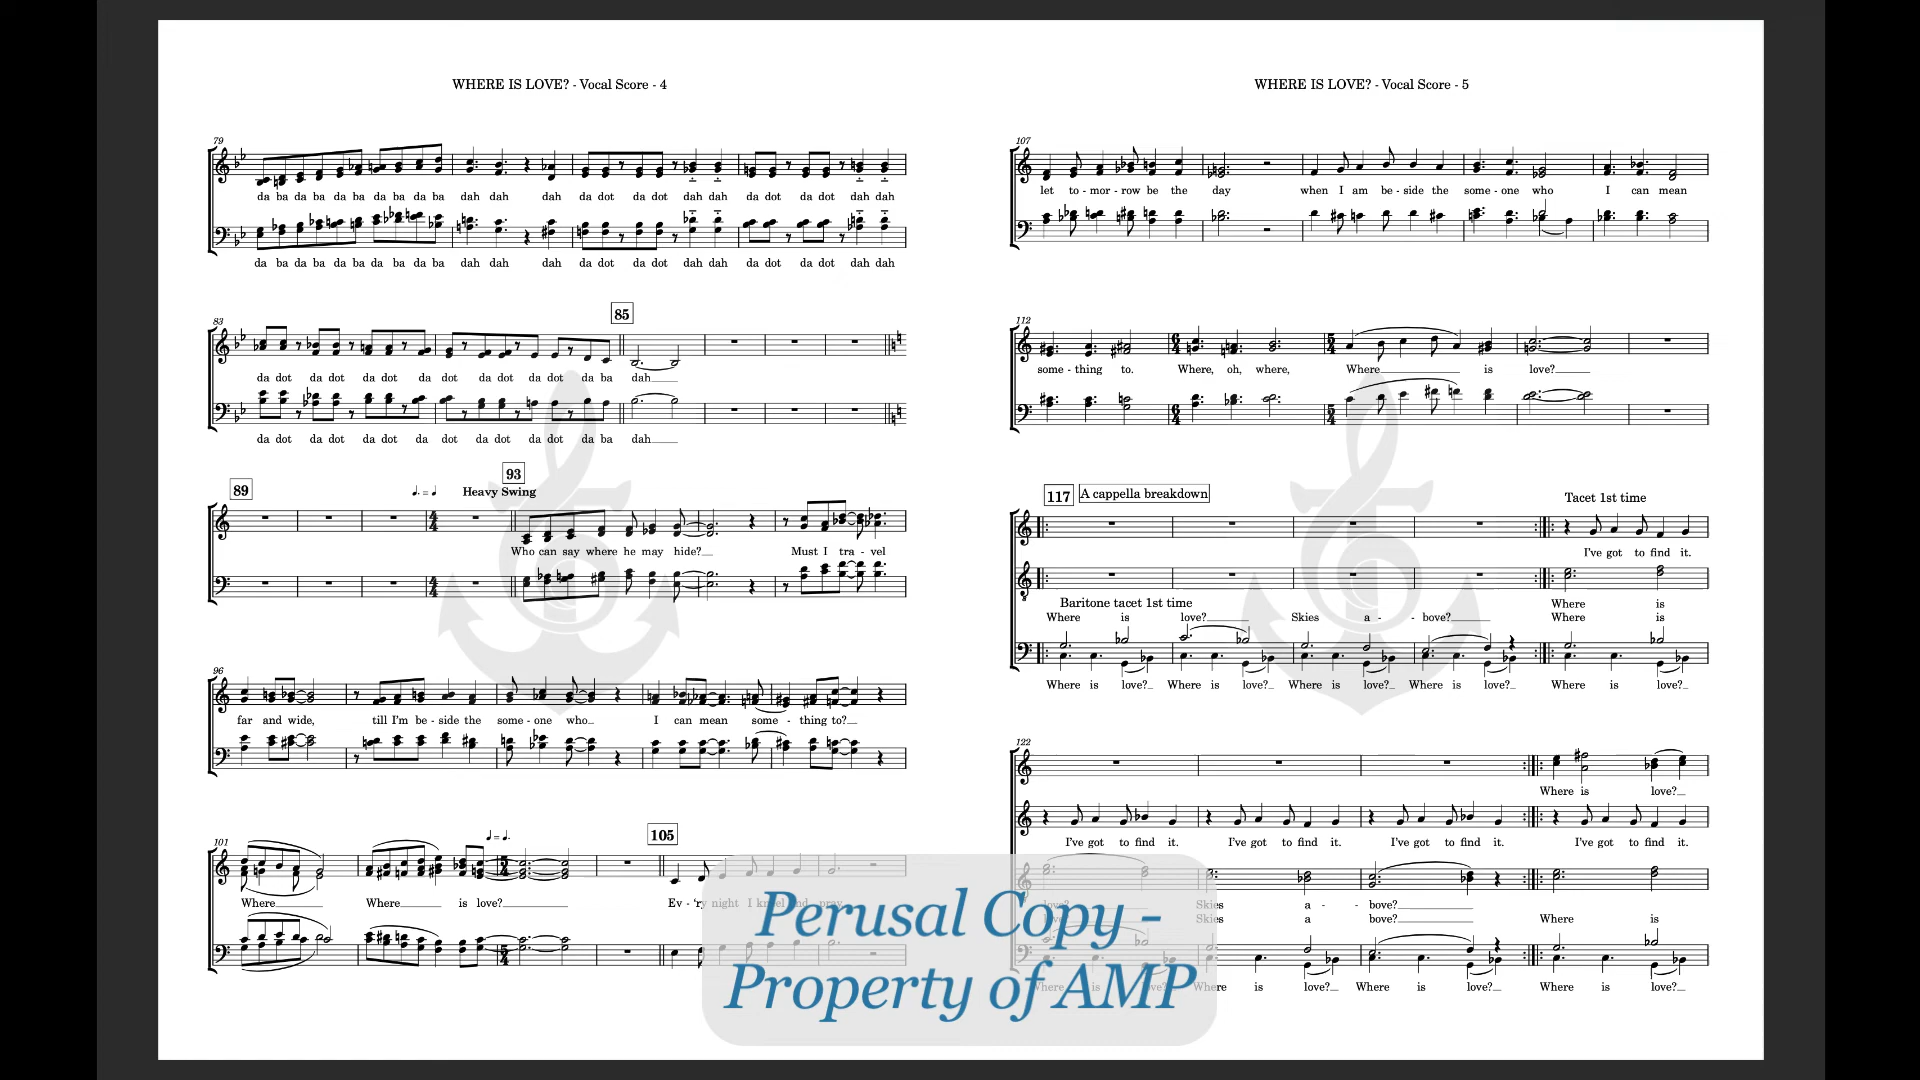 WHERE IS LOVE? - Vocal Score - 4
79
da ba da ba da ba da ba da ba dah dah dah da dot da dot dah dah da dot da dot dah dah
da ba da ba da ba da ba da ba dah dah dah da dot da dot dah dah da dot da dot dah dah
83
85
da dot da dot da dot da dot da dot da dot da ba dah
da dot da dot da dot da dot da dot da dot da ba dah
89
Heavy Swing
93
Who can say where he may hide? Must I tra - vel
96
far and wide, till I'm be - side the some - one who I can mean some - thing to?
101
105
Where Where is love? Ev - 'ry night I kneel and pray
WHERE IS LOVE? - Vocal Score - 5
107
let to - mor - row be the day when I am be - side the some - one who I can mean
112
some - thing to. Where, oh, where, Where is love?
117 A cappella breakdown
Tacet 1st time
I've got to find it.
Baritone tacet 1st time
Where is
Where is love? Skies a - - bove? Where is
Where is love? Where is love? Where is love? Where is love? Where is love?
122
Where is love?
I've got to find it. I've got to find it. I've got to find it. I've got to find it.
love? Skies a - - bove?
love? Skies a bove? Where is
Where is love? Where is love? Where is love? Where is love?
Perusal Copy -
Property of AMP